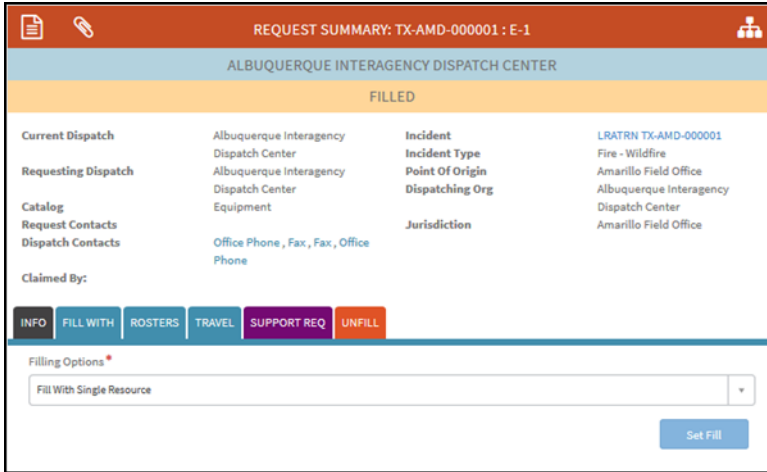 REQUEST SUMMARY: TX-AMD-000001 : E-1
ALBUQUERQUE INTERAGENCY DISPATCH CENTER
FILLED
Current Dispatch Albuquerque Interagency Incident LRATRN TX-AMD-000001
Dispatch Center Incident Type Fire - Wildfire
Requesting Dispatch Albuquerque Interagency Point Of Origin Amarillo Field Office
Dispatch Center Dispatching Org Albuquerque Interagency
Catalog Equipment Dispatch Center
Request Contacts Jurisdiction Amarillo Field Office
Dispatch Contacts Office Phone , Fax , Fax , Office
Phone
Claimed By:
INFO FILL WITH ROSTERS TRAVEL SUPPORT REQ UNFILL
Filling Options*
Fill With Single Resource
Set Fill